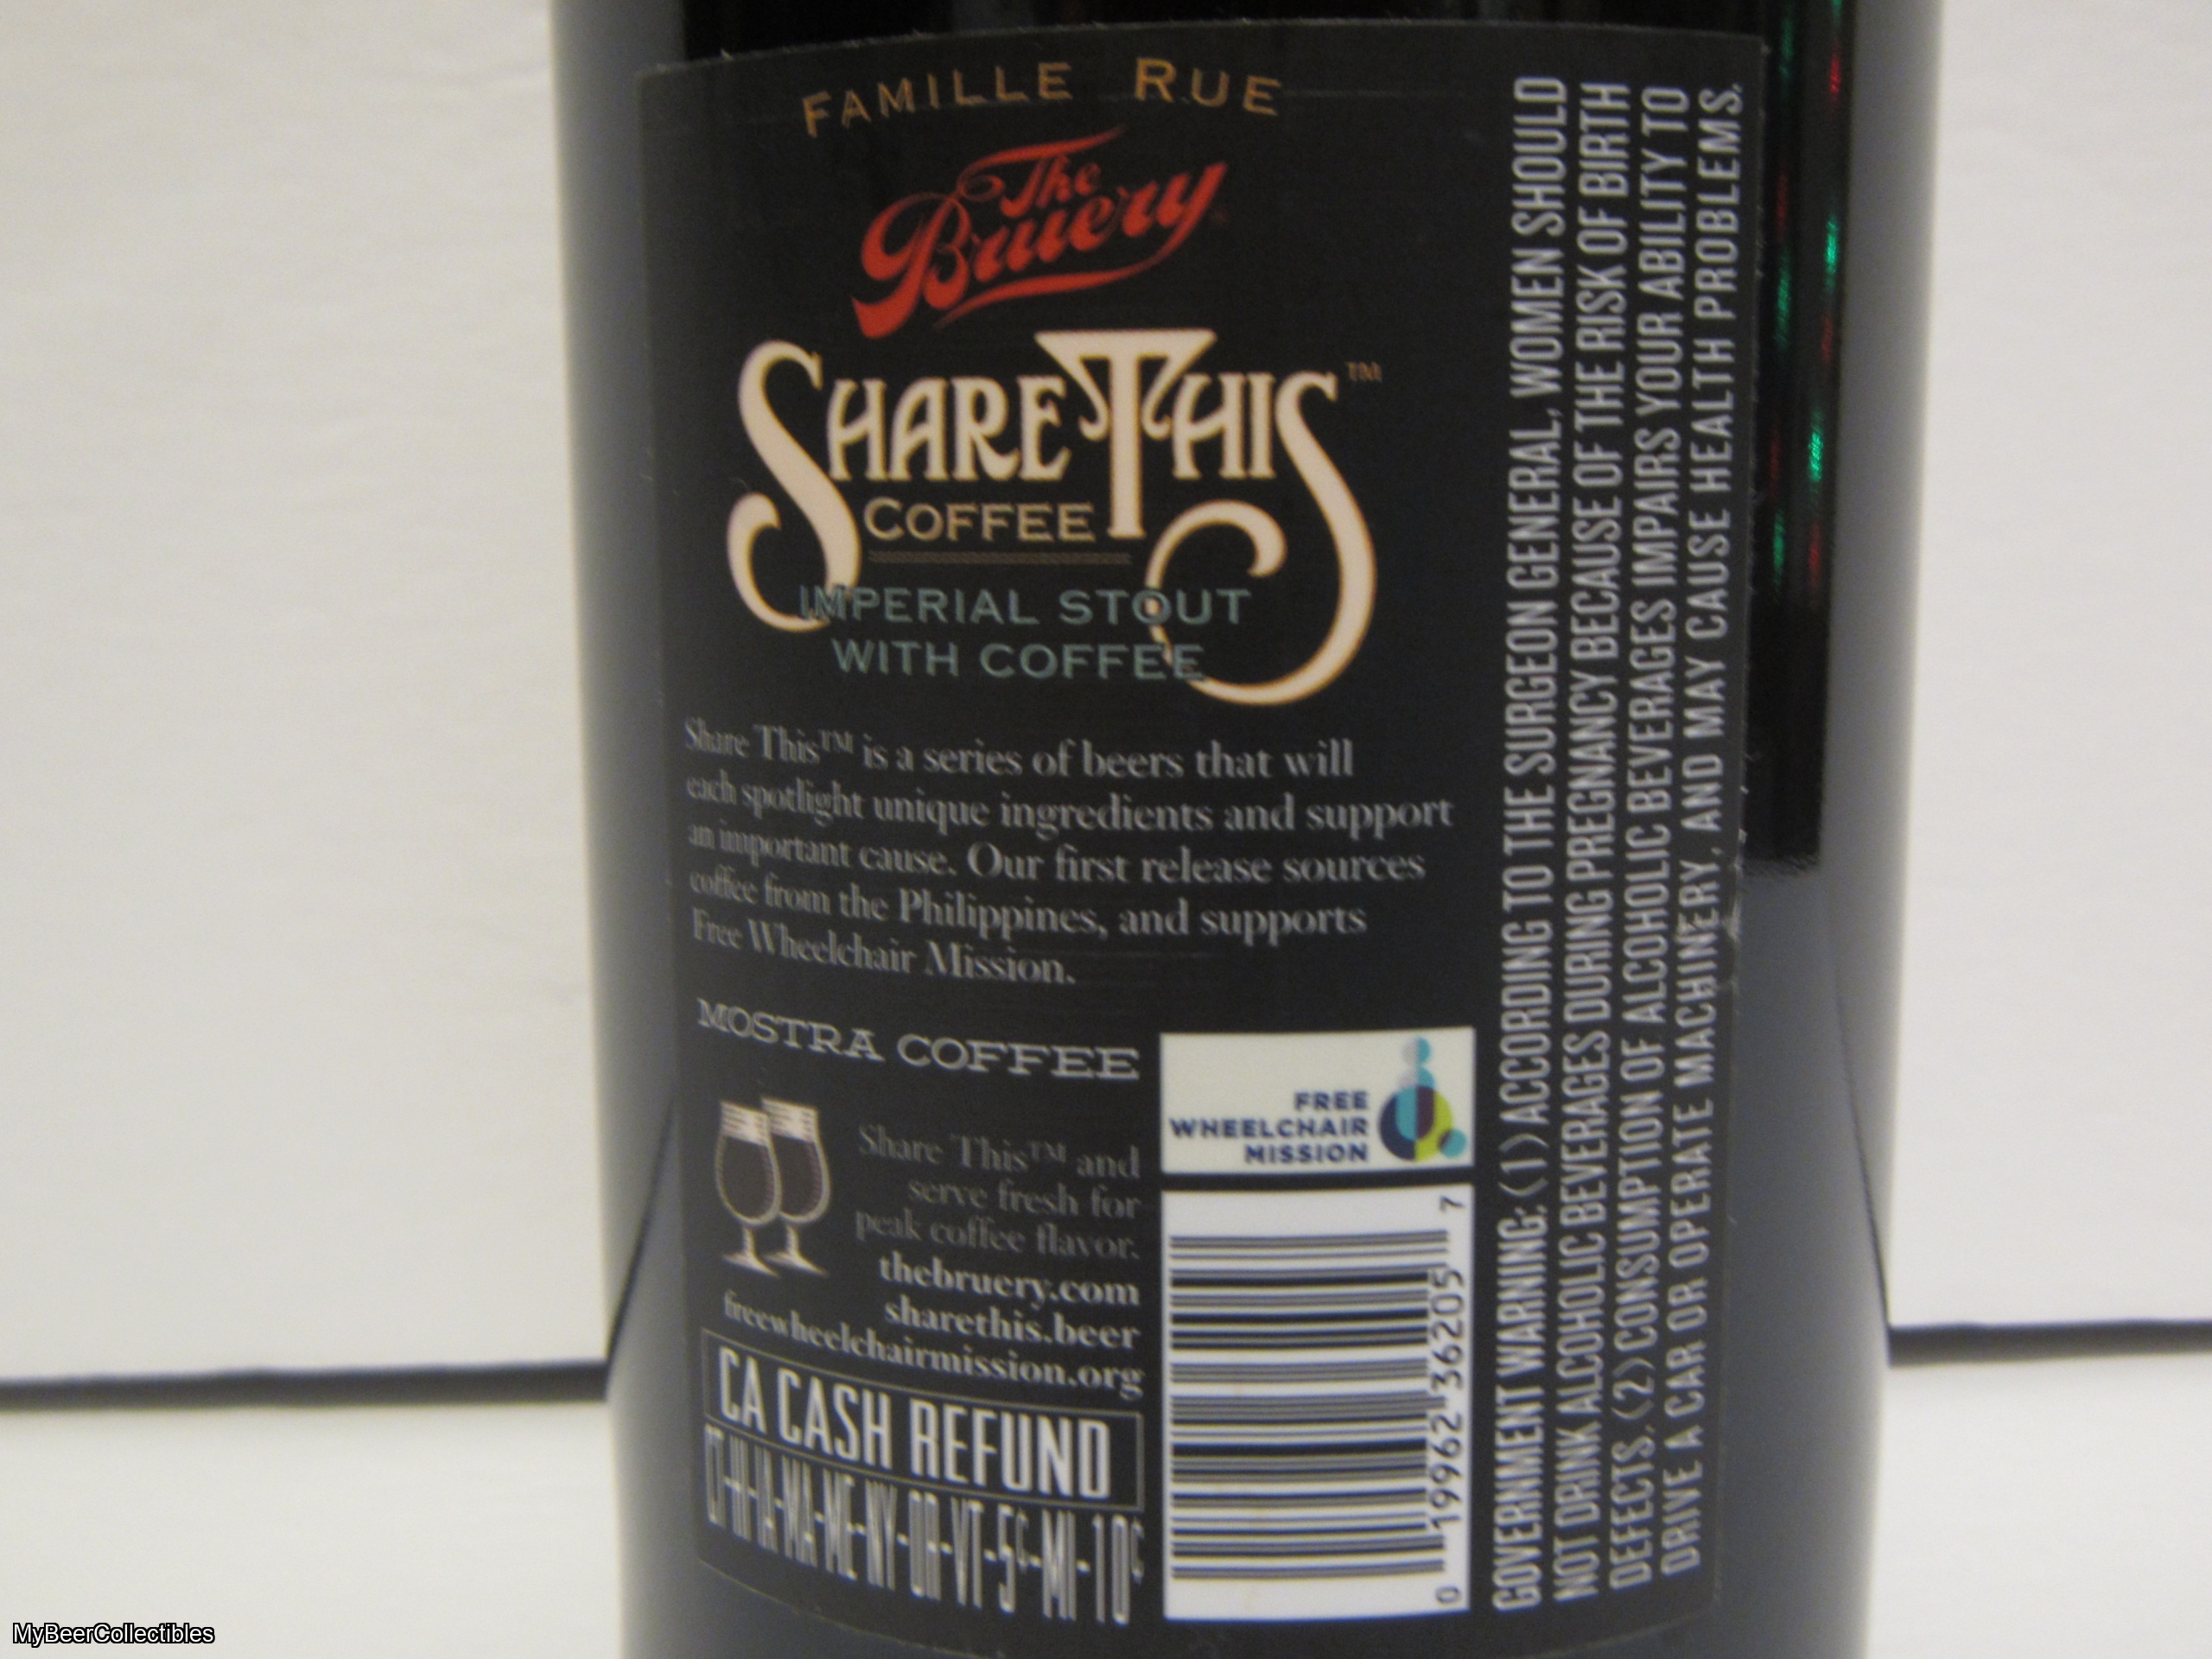 FAMILLE RUE
The
Bruery
SHARE THIS™
COFFEE
IMPERIAL STOUT
WITH COFFEE
Share This™ is a series of beers that will
each spotlight unique ingredients and support
an important cause. Our first release sources
coffee from the Philippines, and supports
Free Wheelchair Mission.
MOSTRA COFFEE
Share This™ and
serve fresh for
peak coffee flavor.
thebruery.com
sharethis.beer
freewheelchairmission.org
CA CASH REFUND
CT-HI-IA-MA-ME-NY-OR-VT-5¢-MI-10¢
FREE
WHEELCHAIR
MISSION
0 19962 36205 7
GOVERNMENT WARNING: (1) ACCORDING TO THE SURGEON GENERAL, WOMEN SHOULD
NOT DRINK ALCOHOLIC BEVERAGES DURING PREGNANCY BECAUSE OF THE RISK OF BIRTH
DEFECTS. (2) CONSUMPTION OF ALCOHOLIC BEVERAGES IMPAIRS YOUR ABILITY TO
DRIVE A CAR OR OPERATE MACHINERY, AND MAY CAUSE HEALTH PROBLEMS.
MyBeerCollectibles